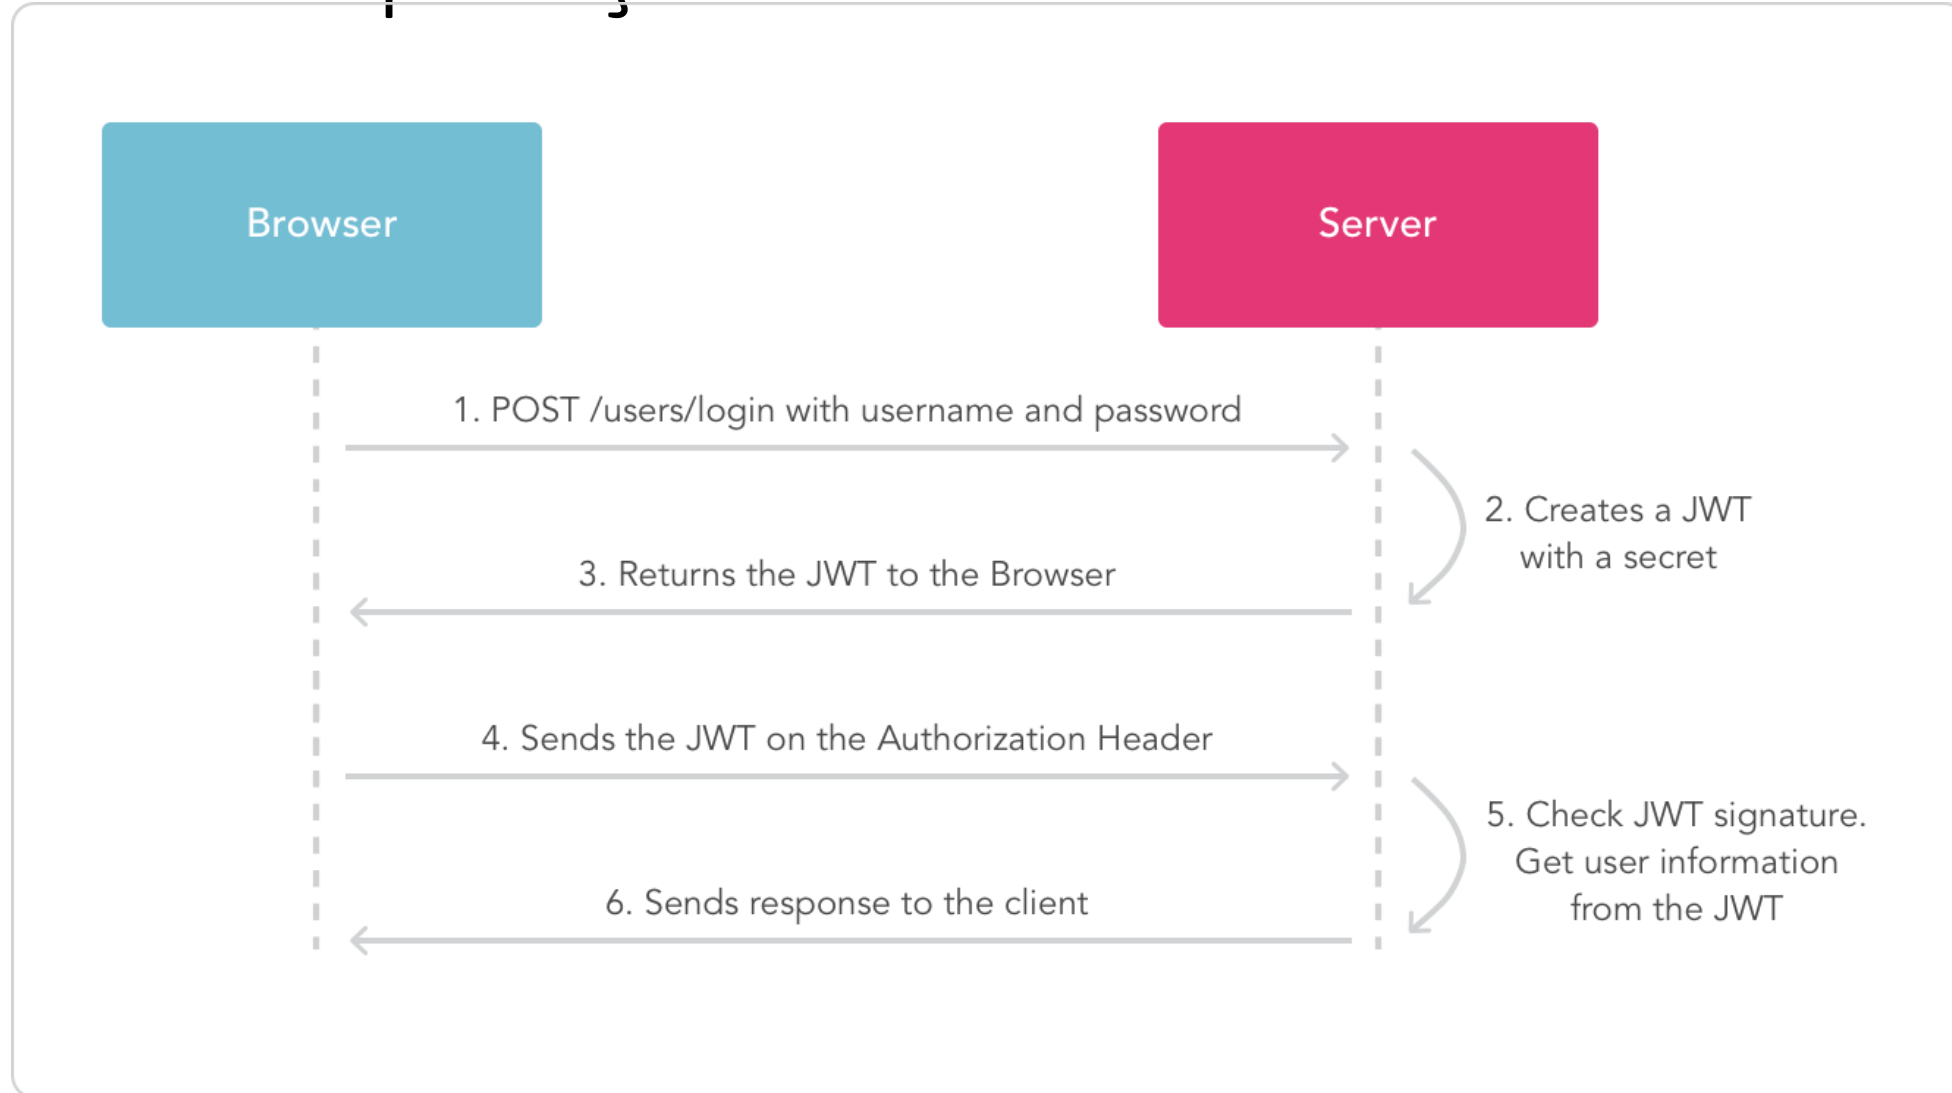 Browser
Server
1. POST /users/login with username and password
2. Creates a JWT
with a secret
3. Returns the JWT to the Browser
4. Sends the JWT on the Authorization Header
5. Check JWT signature.
Get user information
from the JWT
6. Sends response to the client